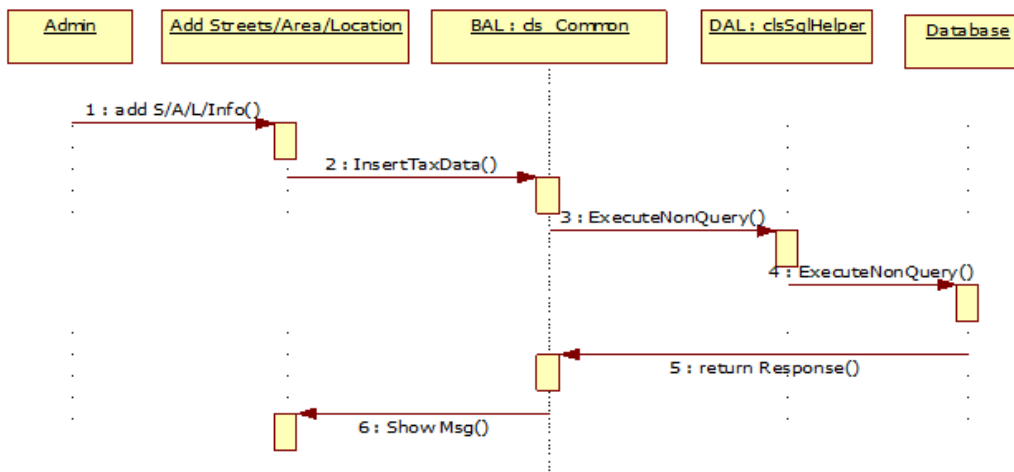 Admin
Add Streets/Area/Location
BAL : cls_Common
DAL : clsSqlHelper
Database
1 : add S/A/L/Info()
2 : InsertTaxData()
3 : ExecuteNonQuery()
4 : ExecuteNonQuery()
5 : return Response()
6 : Show Msg()